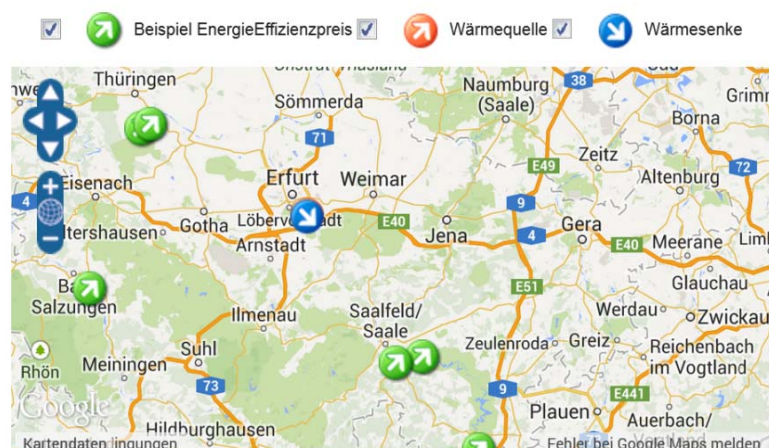 Beispiel EnergieEffizienzpreis Wärmequelle Wärmesenke
Thüringen
Sömmerda
Naumburg
(Saale)
38
Borna
71
Zeitz
E49
72
Erfurt
Weimar
Altenburg
4
Eisenach
9
Gotha
E40
Jena
4
Gera
E40
Meerane
Arnstadt
Glauchau
E51
Salzungen
Ilmenau
Saalfeld/
Saale
Werdau
Zwickau
Zeulenroda
Greiz
Reichenbach
im Vogtland
Rhön
Meiningen
Suhl
73
9
E441
Google
Plauen
Auerbach/
Hildburghausen
Kartendaten
Fehler bei Google Maps melden